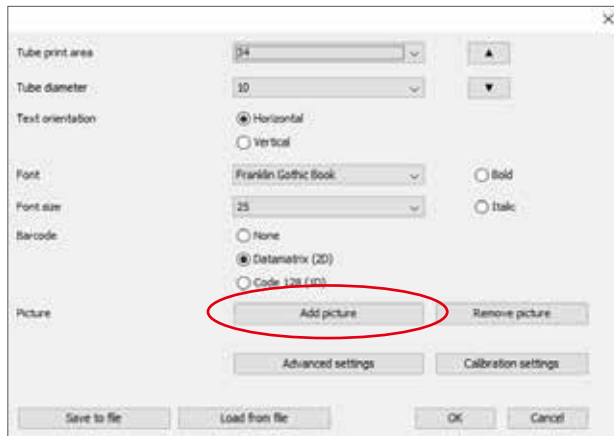 Tube print area 34
Tube diameter 10
Text orientation Horizontal
Vertical
Font Franklin Gothic Book Bold
Font size 25 Italic
Barcode None
Datamatrix (2D)
Code 128 (1D)
Picture Add picture Remove picture
Advanced settings Calibration settings
Save to file Load from file OK Cancel